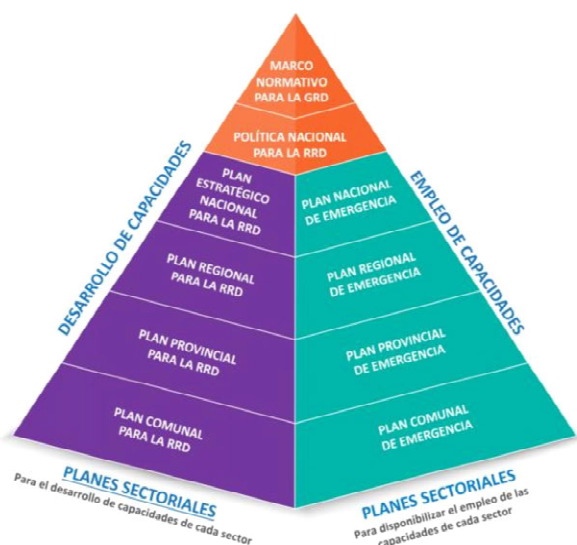 MARCO
NORMATIVO
PARA LA GRD
POLÍTICA NACIONAL
PARA LA RRD
DESARROLLO DE CAPACIDADES
EMPLEO DE CAPACIDADES
PLAN
ESTRATÉGICO
NACIONAL
PARA LA RRD
PLAN NACIONAL
DE EMERGENCIA
PLAN REGIONAL
PARA LA RRD
PLAN REGIONAL
DE EMERGENCIA
PLAN PROVINCIAL
PARA LA RRD
PLAN PROVINCIAL
DE EMERGENCIA
PLAN COMUNAL
PARA LA RRD
PLAN COMUNAL
DE EMERGENCIA
PLANES SECTORIALES
Para el desarrollo de capacidades de cada sector
PLANES SECTORIALES
Para disponibilizar el empleo de las
capacidades de cada sector